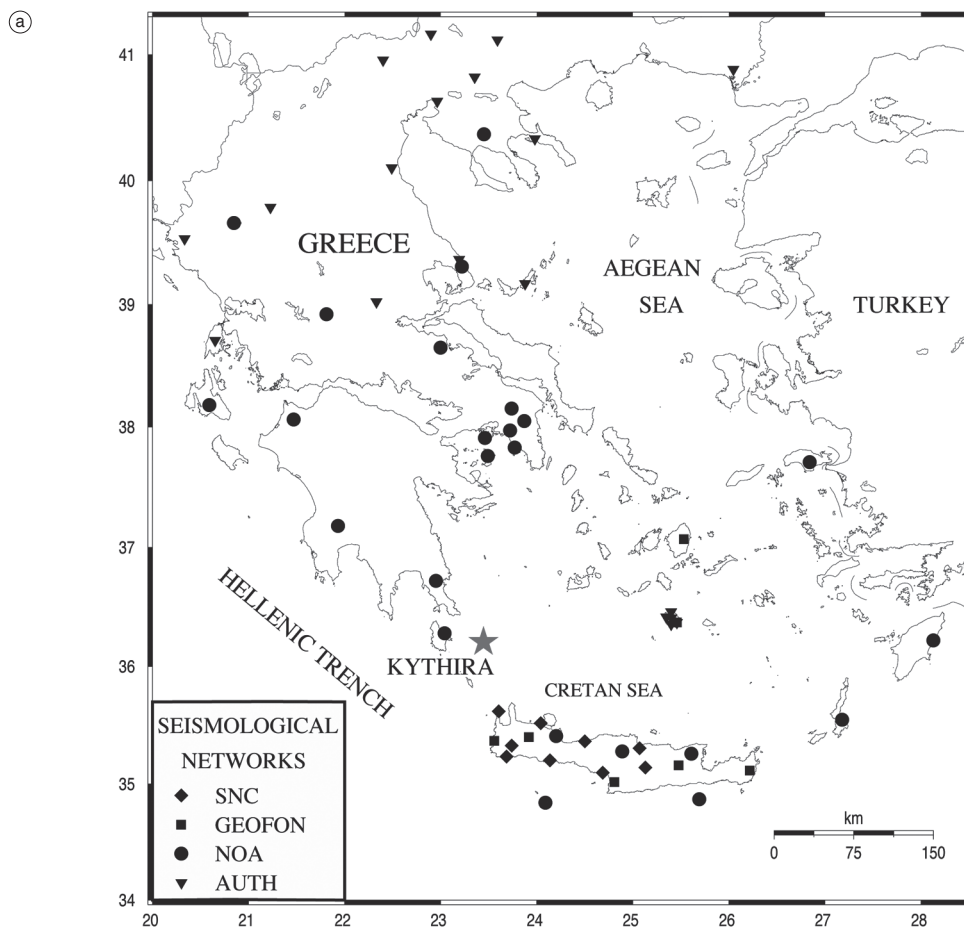 a
41
40
39
38
37
36
35
34
GREECE
AEGEAN
SEA
TURKEY
HELLENIC TRENCH
KYTHIRA
CRETAN SEA
SEISMOLOGICAL
NETWORKS
SNC
GEOFON
NOA
AUTH
km
0 75 150
20 21 22 23 24 25 26 27 28